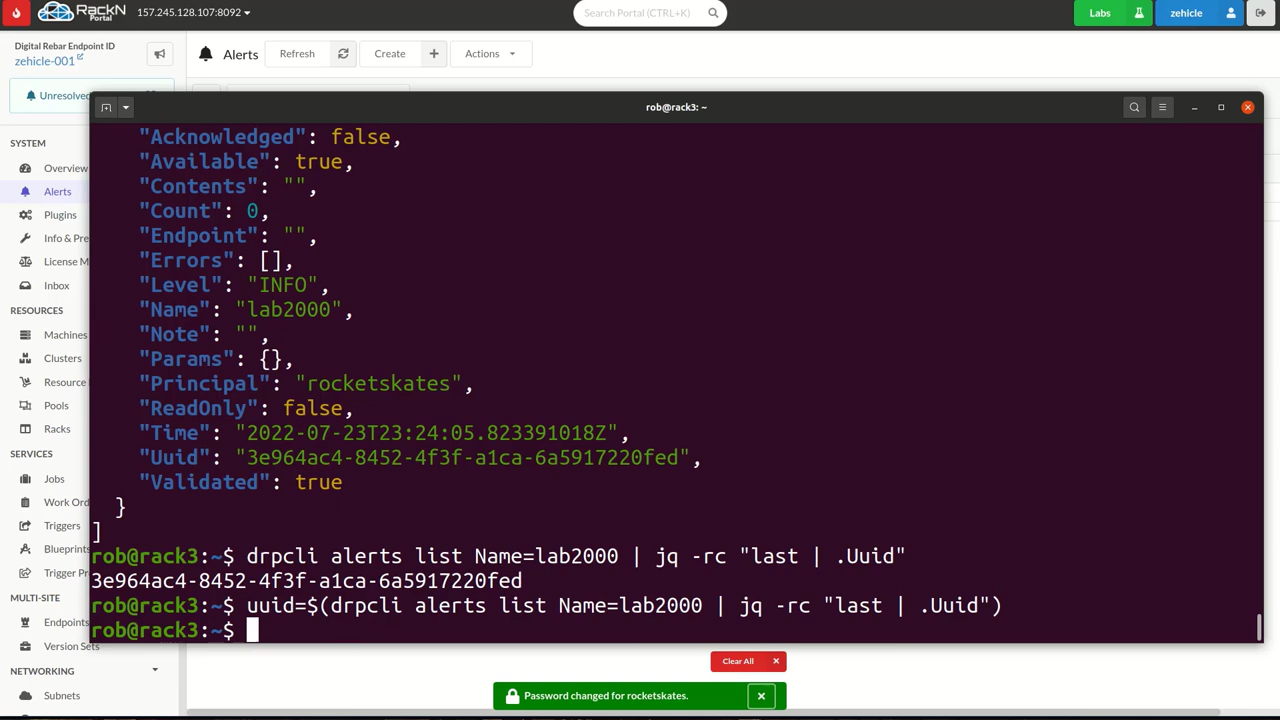 RackN
Portal
157.245.128.107:8092
Search Portal (CTRL+K)
Labs
zehicle
Digital Rebar Endpoint ID
zehicle-001
Alerts
Refresh
Create
Actions
Unresolved
rob@rack3: ~
SYSTEM
Overview
Alerts
Plugins
Info & Pre
License M
Inbox
RESOURCES
Machines
Clusters
Resource
Pools
Racks
SERVICES
Jobs
Work Ord
Triggers
Blueprints
Trigger Pr
MULTI-SITE
Endpoints
Version Sets
NETWORKING
Subnets
"Acknowledged": false,
"Available": true,
"Contents": "",
"Count": 0,
"Endpoint": "",
"Errors": [],
"Level": "INFO",
"Name": "lab2000",
"Note": "",
"Params": {},
"Principal": "rocketskates",
"ReadOnly": false,
"Time": "2022-07-23T23:24:05.823391018Z",
"Uuid": "3e964ac4-8452-4f3f-a1ca-6a5917220fed",
"Validated": true
}
]
rob@rack3:~$ drpcli alerts list Name=lab2000 | jq -rc "last | .Uuid"
3e964ac4-8452-4f3f-a1ca-6a5917220fed
rob@rack3:~$ uuid=$(drpcli alerts list Name=lab2000 | jq -rc "last | .Uuid")
rob@rack3:~$
Clear All
Password changed for rocketskates.